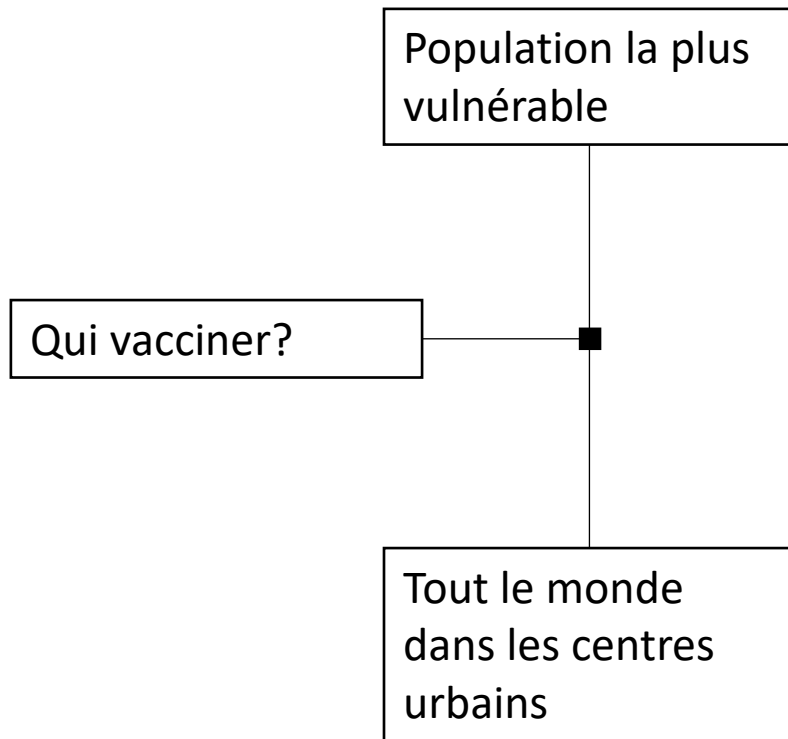 Population la plus
vulnérable
Qui vacciner?
Tout le monde
dans les centres
urbains